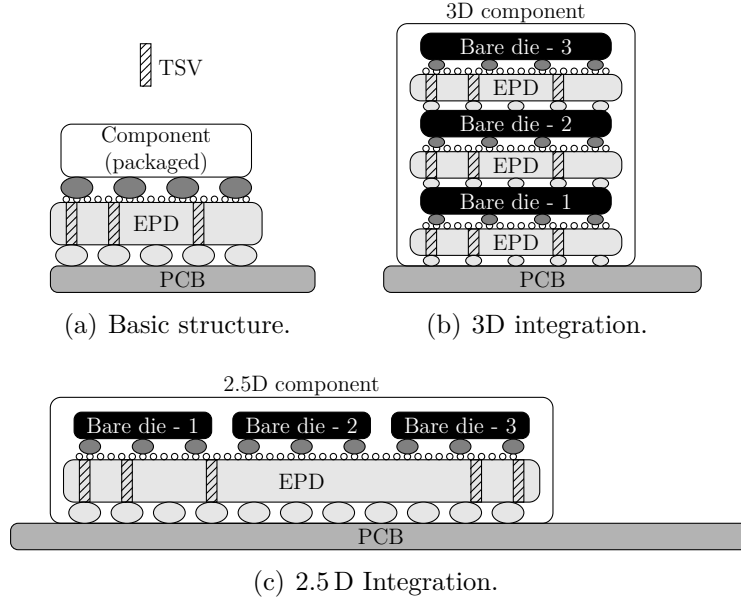 TSV
Component
(packaged)
EPD
PCB
(a) Basic structure.
3D component
Bare die - 3
EPD
Bare die - 2
EPD
Bare die - 1
EPD
PCB
(b) 3D integration.
2.5D component
Bare die - 1 Bare die - 2 Bare die - 3
EPD
PCB
(c) 2.5D Integration.